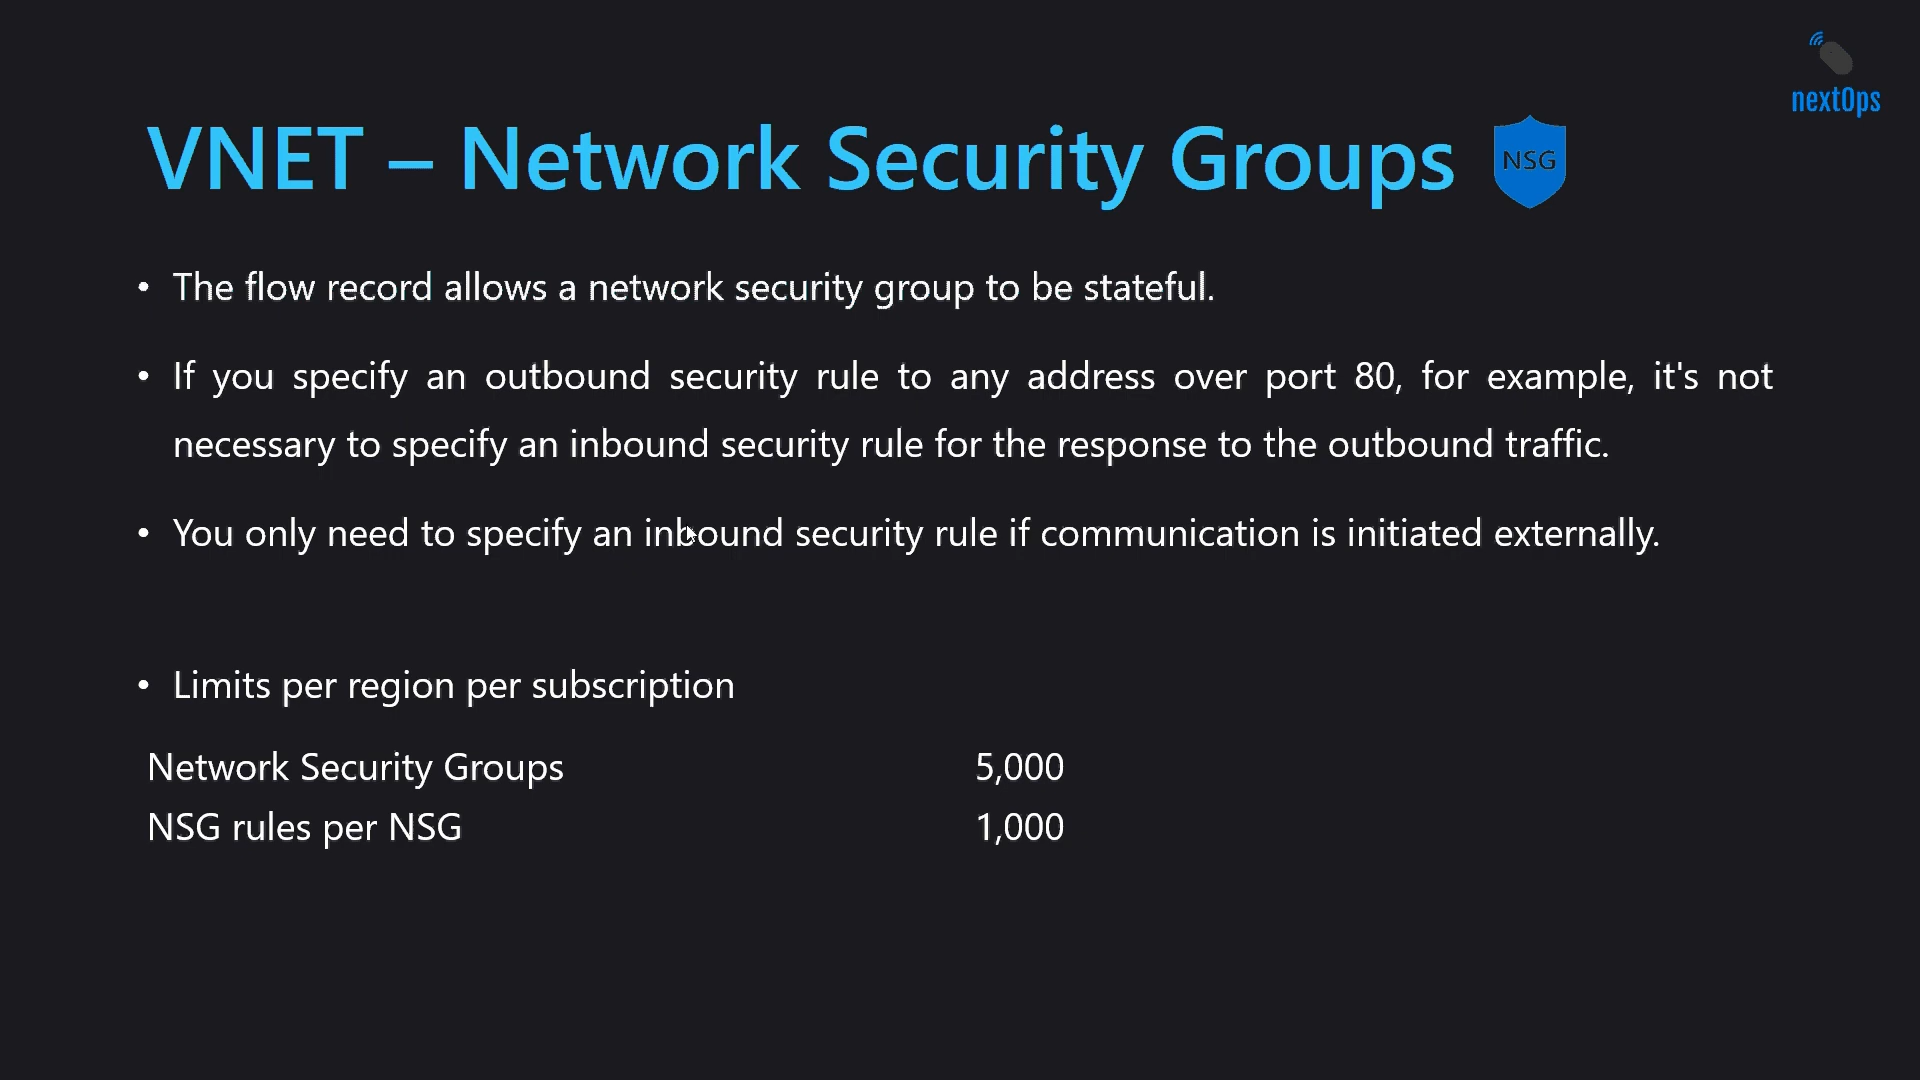 nextOps
VNET – Network Security Groups
NSG
• The flow record allows a network security group to be stateful.
• If you specify an outbound security rule to any address over port 80, for example, it's not
necessary to specify an inbound security rule for the response to the outbound traffic.
• You only need to specify an inbound security rule if communication is initiated externally.
• Limits per region per subscription
Network Security Groups 5,000
NSG rules per NSG 1,000